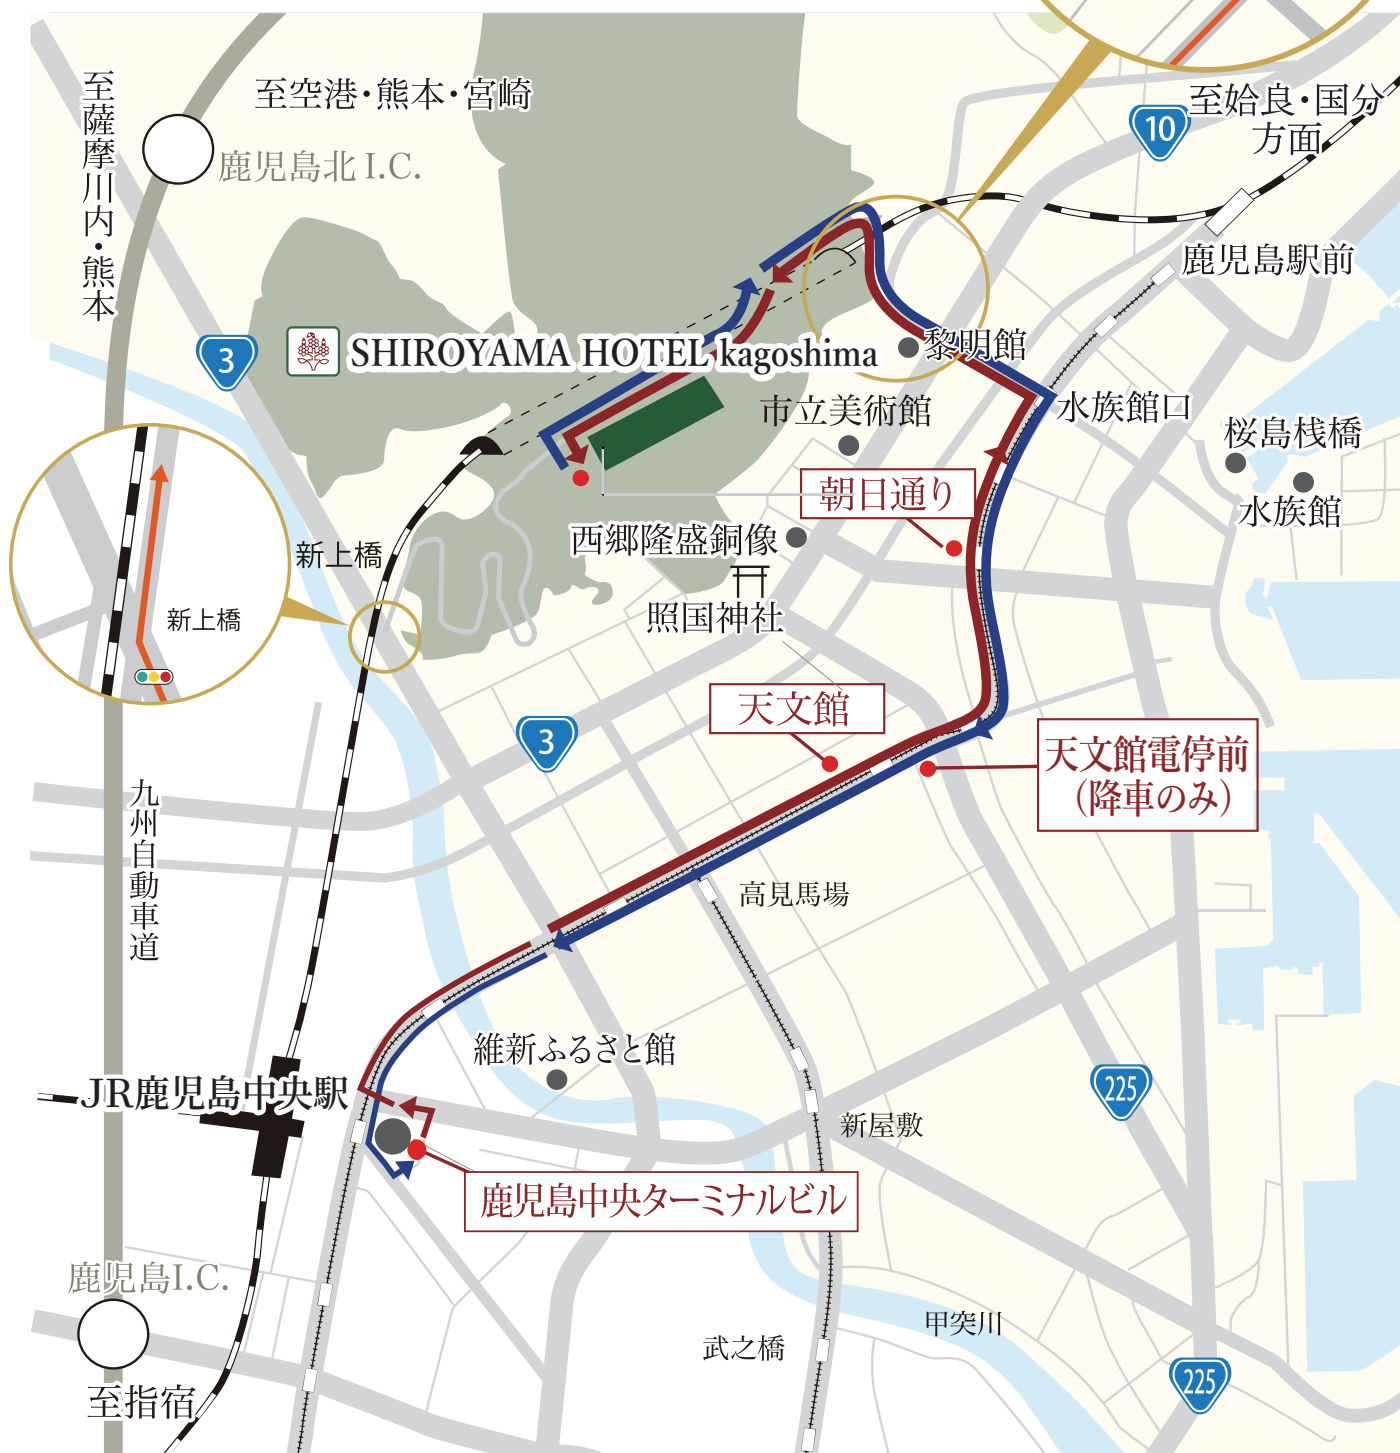 至空港・熊本・宮崎
至薩摩川内・熊本
鹿児島北 I.C.
10
至姶良・国分
方面
鹿児島駅前
3
SHIROYAMA HOTEL kagoshima
黎明館
市立美術館
水族館口
桜島桟橋
水族館
朝日通り
西郷隆盛銅像
新上橋
新上橋
照国神社
天文館
3
天文館電停前
（降車のみ）
九州自動車道
高見馬場
維新ふるさと館
JR鹿児島中央駅
225
新屋敷
鹿児島中央ターミナルビル
鹿児島I.C.
甲突川
武之橋
225
至指宿